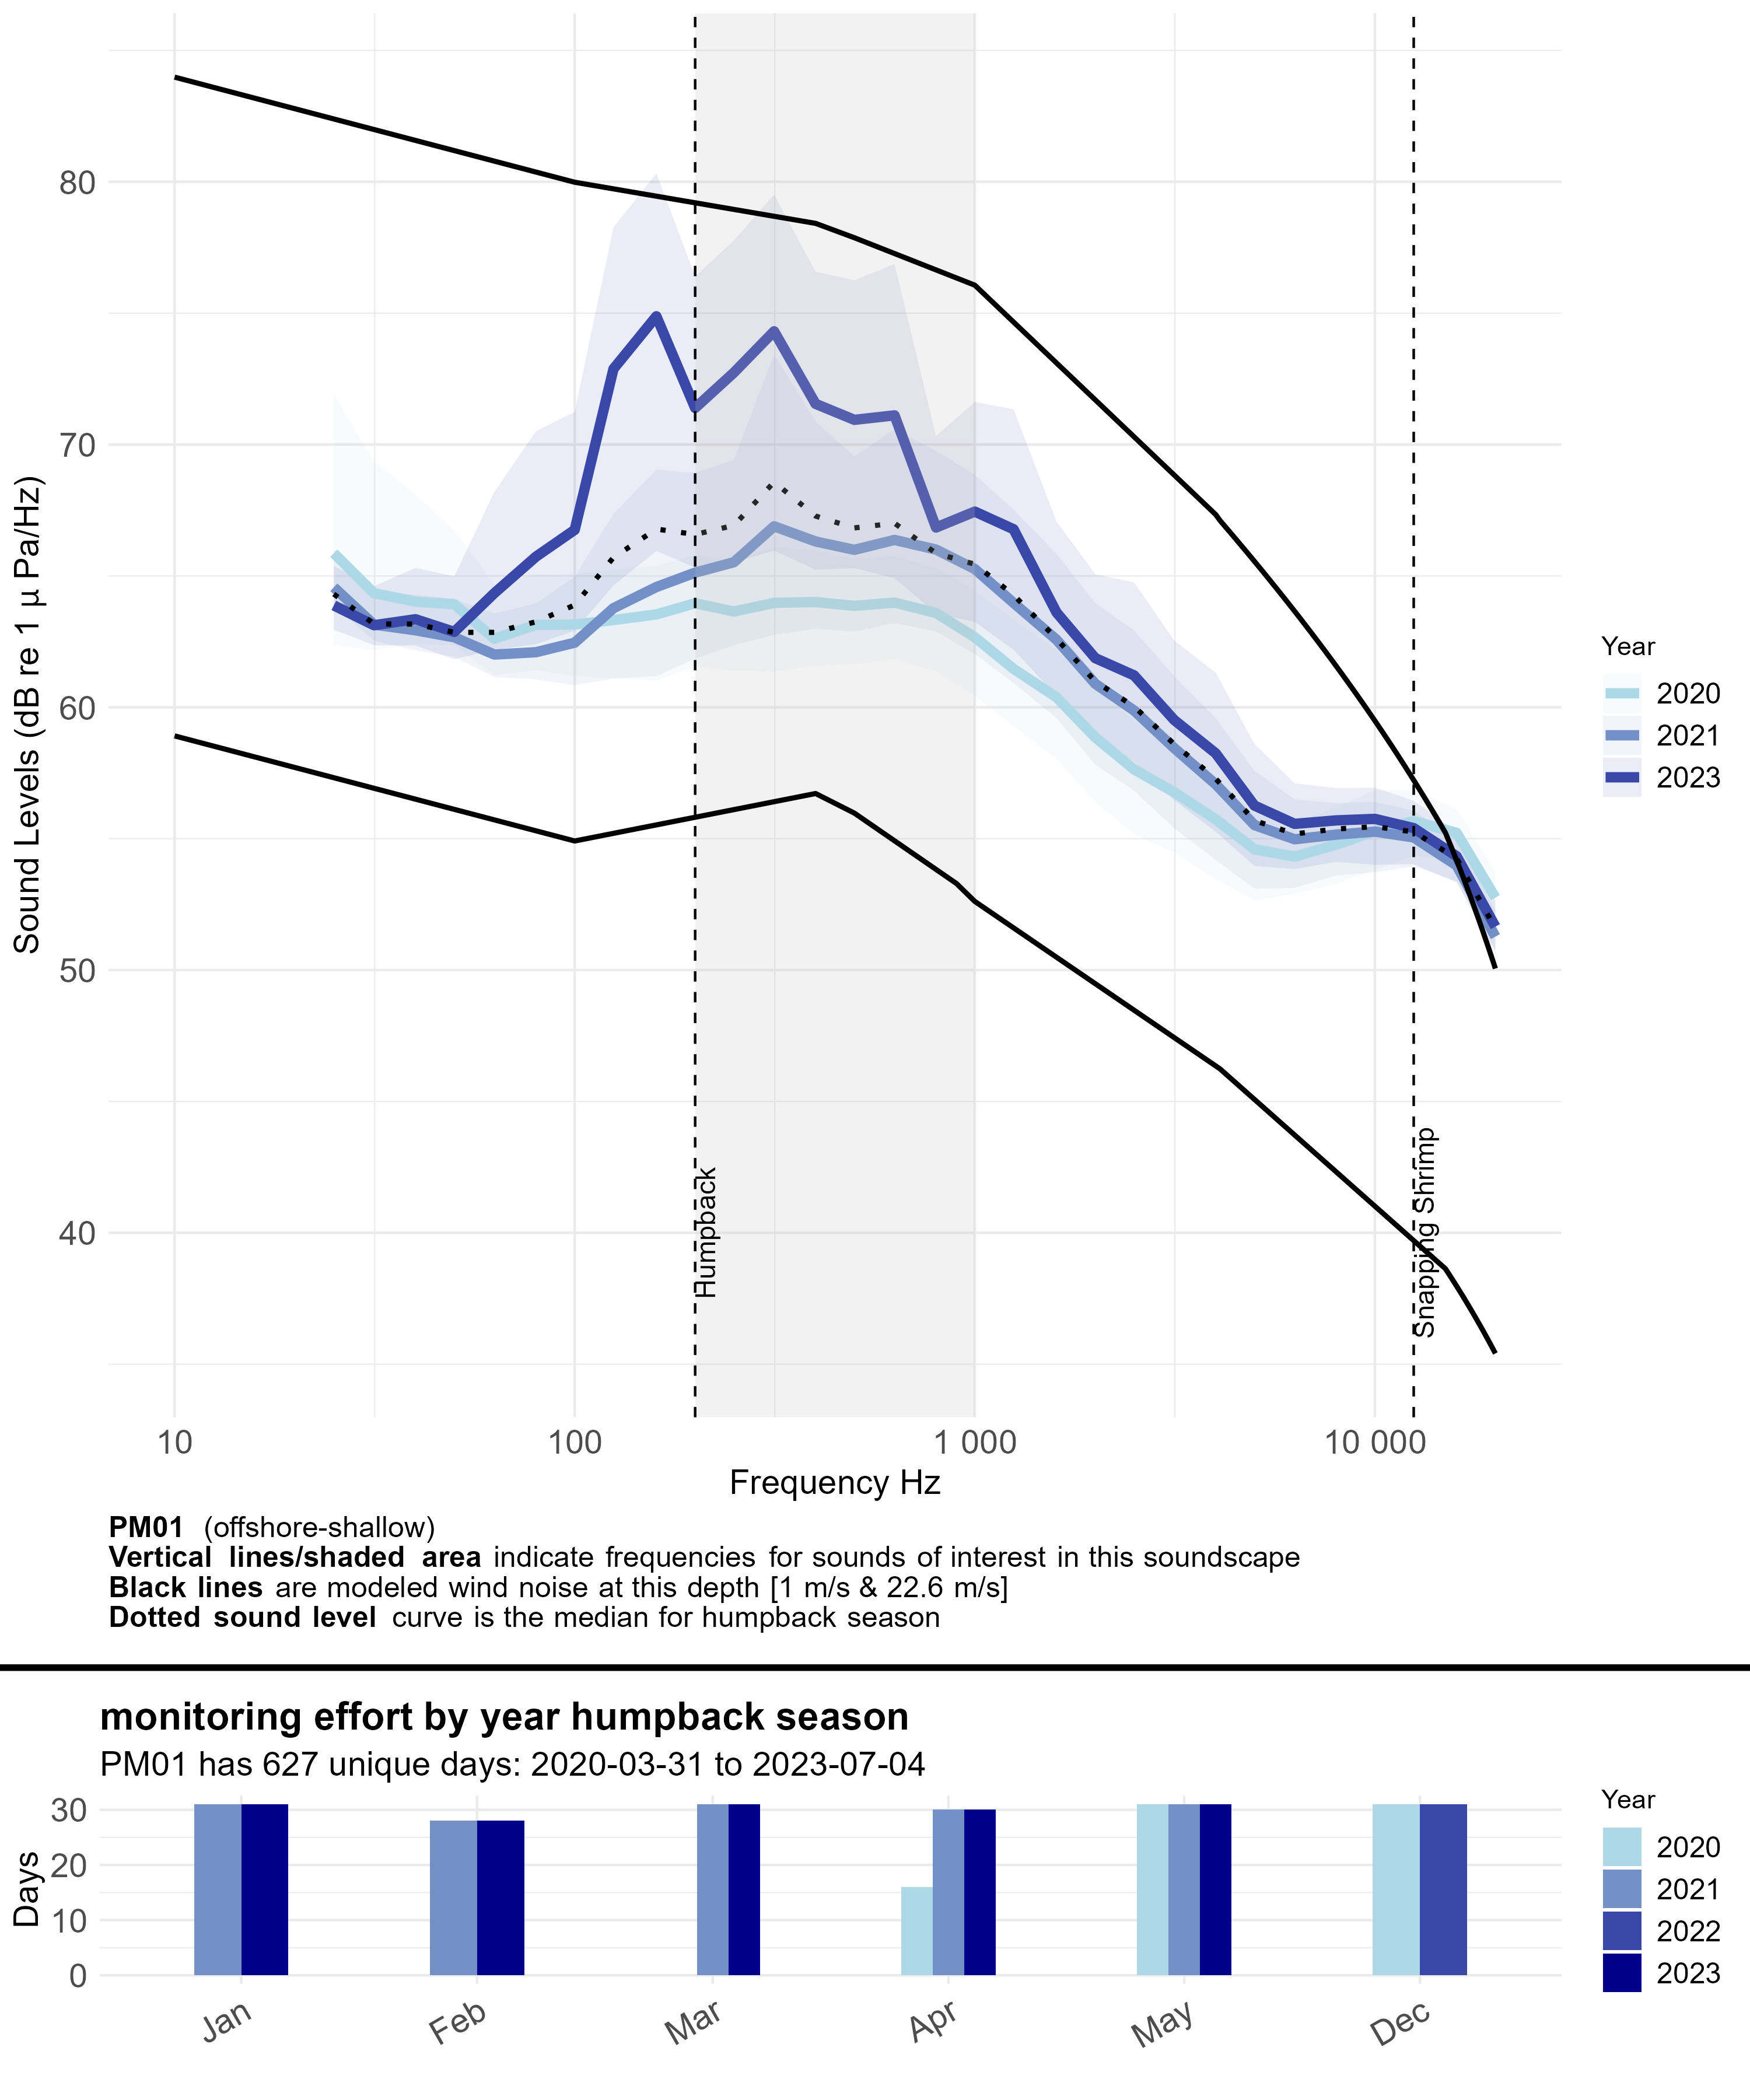 80
70
60
50
40
Sound Levels (dB re 1 µ Pa/Hz)
Humpback
Snapping Shrimp
10
100
1 000
10 000
Frequency Hz
Year
2020
2021
2023
PM01 (offshore-shallow)
Vertical lines/shaded area indicate frequencies for sounds of interest in this soundscape
Black lines are modeled wind noise at this depth [1 m/s & 22.6 m/s]
Dotted sound level curve is the median for humpback season
monitoring effort by year humpback season
PM01 has 627 unique days: 2020-03-31 to 2023-07-04
30
20
10
0
Days
Jan
Feb
Mar
Apr
May
Dec
Year
2020
2021
2022
2023